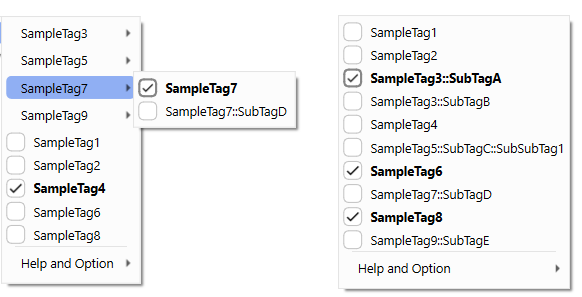 SampleTag3
SampleTag5
SampleTag7
SampleTag9
SampleTag1
SampleTag2
SampleTag4
SampleTag6
SampleTag8
Help and Option
SampleTag7
SampleTag7::SubTagD
SampleTag1
SampleTag2
SampleTag3::SubTagA
SampleTag3::SubTagB
SampleTag4
SampleTag5::SubTagC::SubSubTag1
SampleTag6
SampleTag7::SubTagD
SampleTag8
SampleTag9::SubTagE
Help and Option